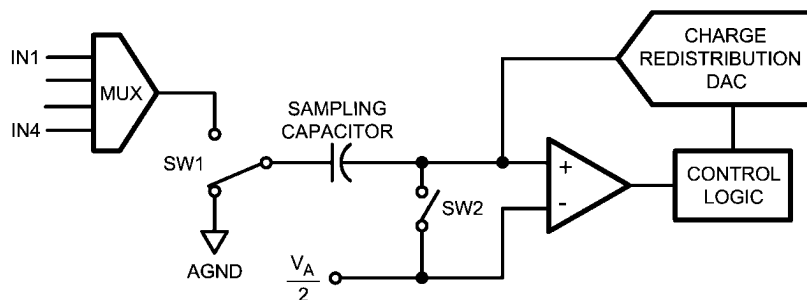 IN1
MUX
IN4
SW1
AGND
SAMPLING
CAPACITOR
SW2
VA
2
+
-
CHARGE
REDISTRIBUTION
DAC
CONTROL
LOGIC